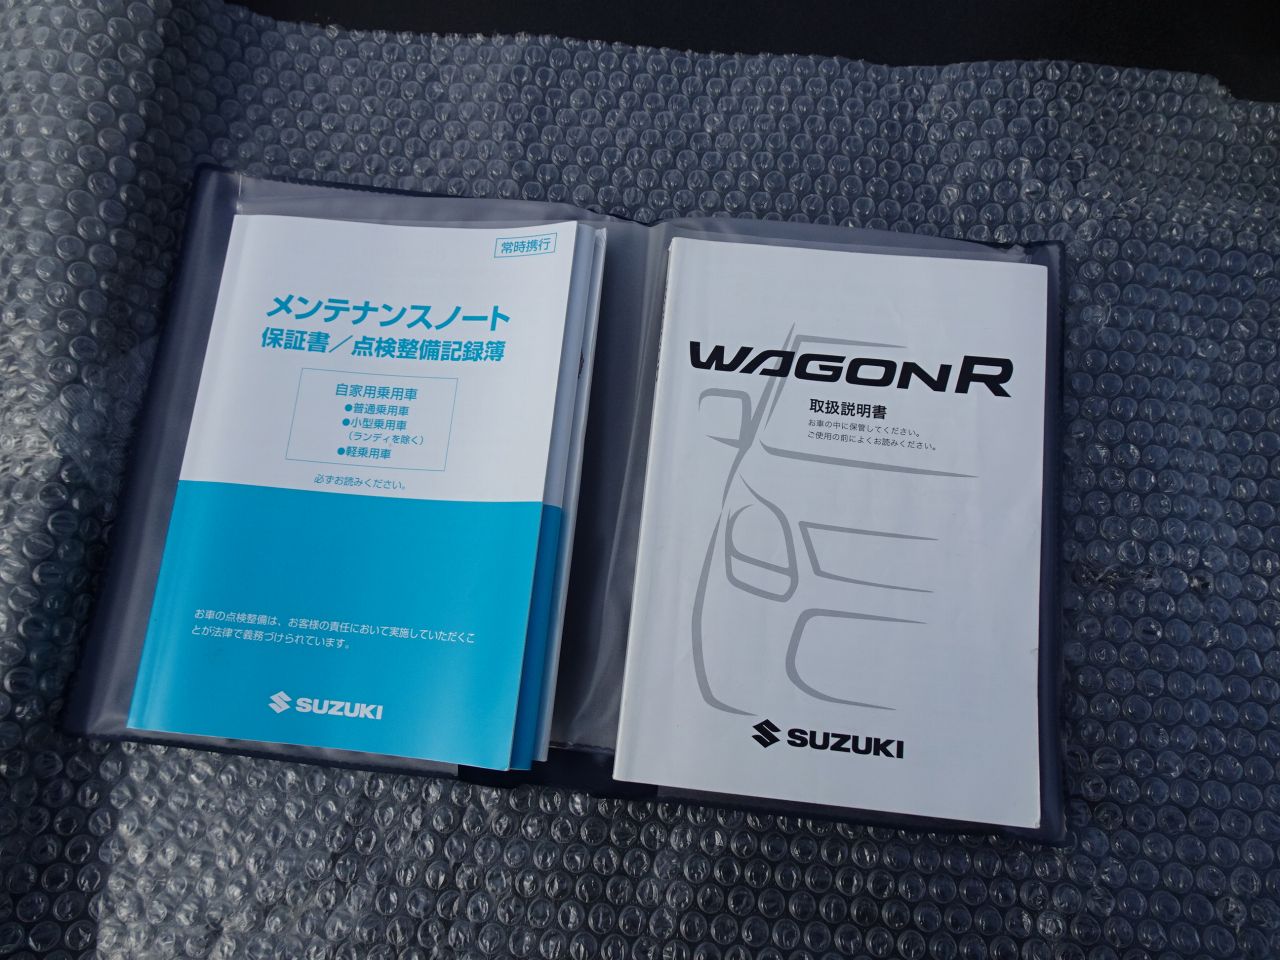 常時携行
メンテナンスノート
保証書／点検整備記録簿
自家用乗用車
●普通乗用車
●小型乗用車
（ランディを除く）
●軽乗用車
必ずお読みください。
お車の点検整備は、お客様の責任において実施していただくこ
とが法律で義務づけられています。
SUZUKI
WAGON R
取扱説明書
お車の中に保管してください。
ご使用の前によくお読みください。
SUZUKI